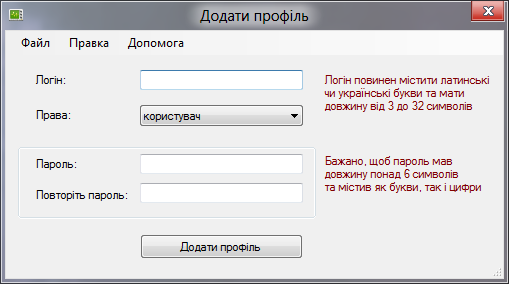 Додати профіль
Файл Правка Допомога
Логін:
Логін повинен містити латинські
чи українські букви та мати
довжину від 3 до 32 символів
Права:
користувач
Пароль:
Повторіть пароль:
Бажано, щоб пароль мав
довжину понад 6 символів
та містив як букви, так і цифри
Додати профіль